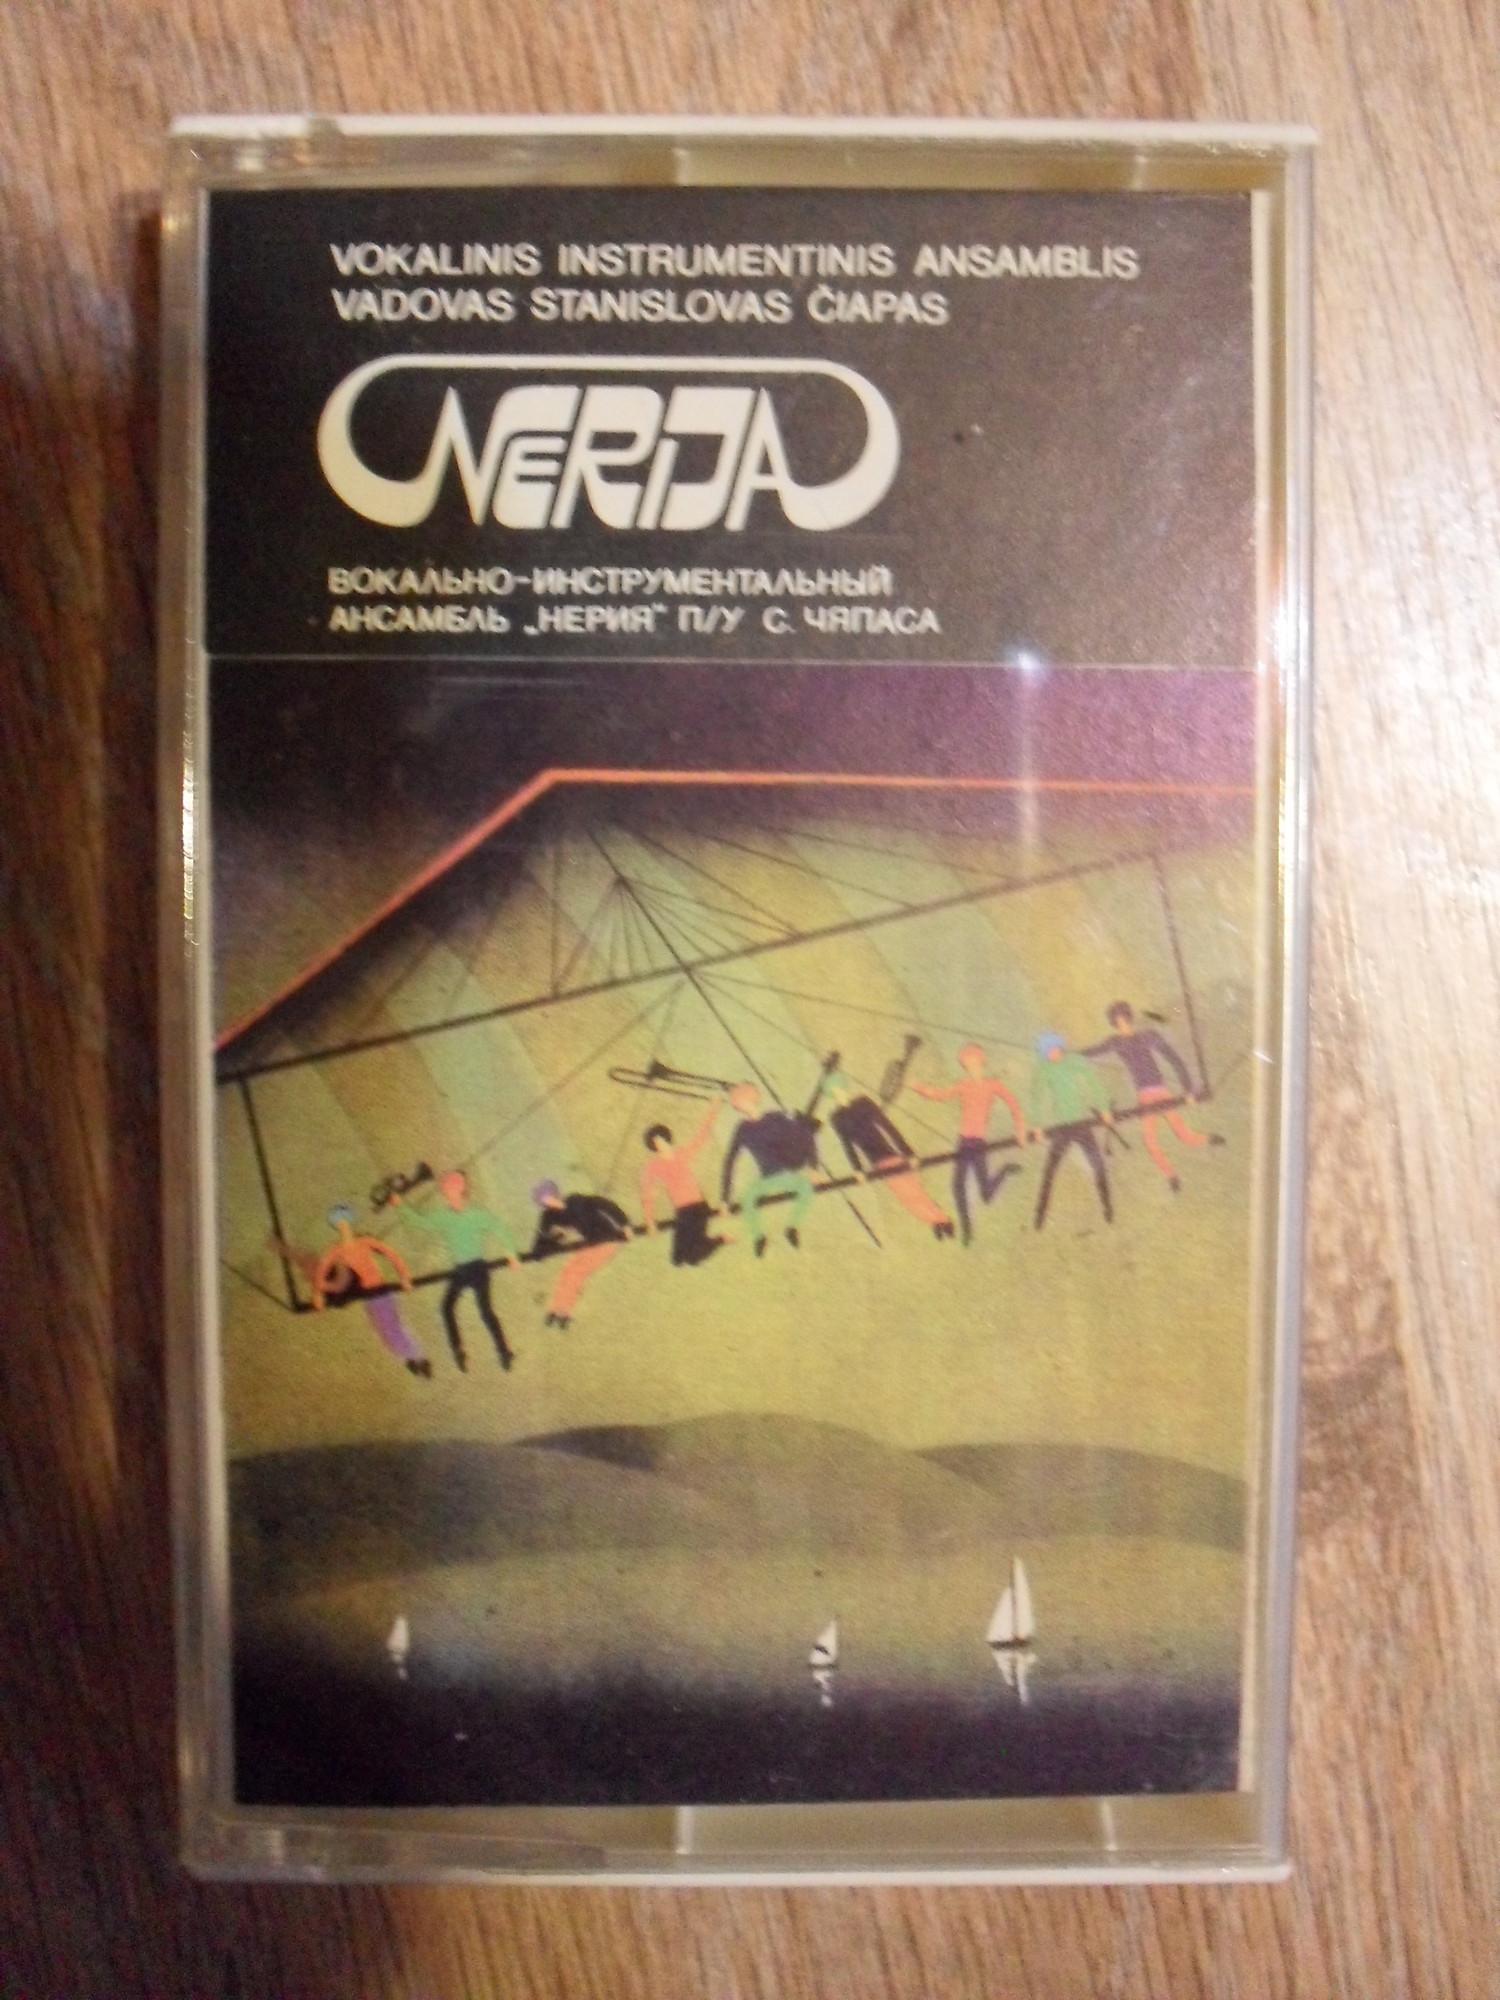 VOKALINIS INSTRUMENTINIS ANSAMBLIS
VADOVAS STANISLOVAS ČIAPAS
NERIJA
ВОКАЛЬНО-ИНСТРУМЕНТАЛЬНЫЙ
АНСАМБЛЬ „НЕРИЯ" П/У С. ЧЯПАСА